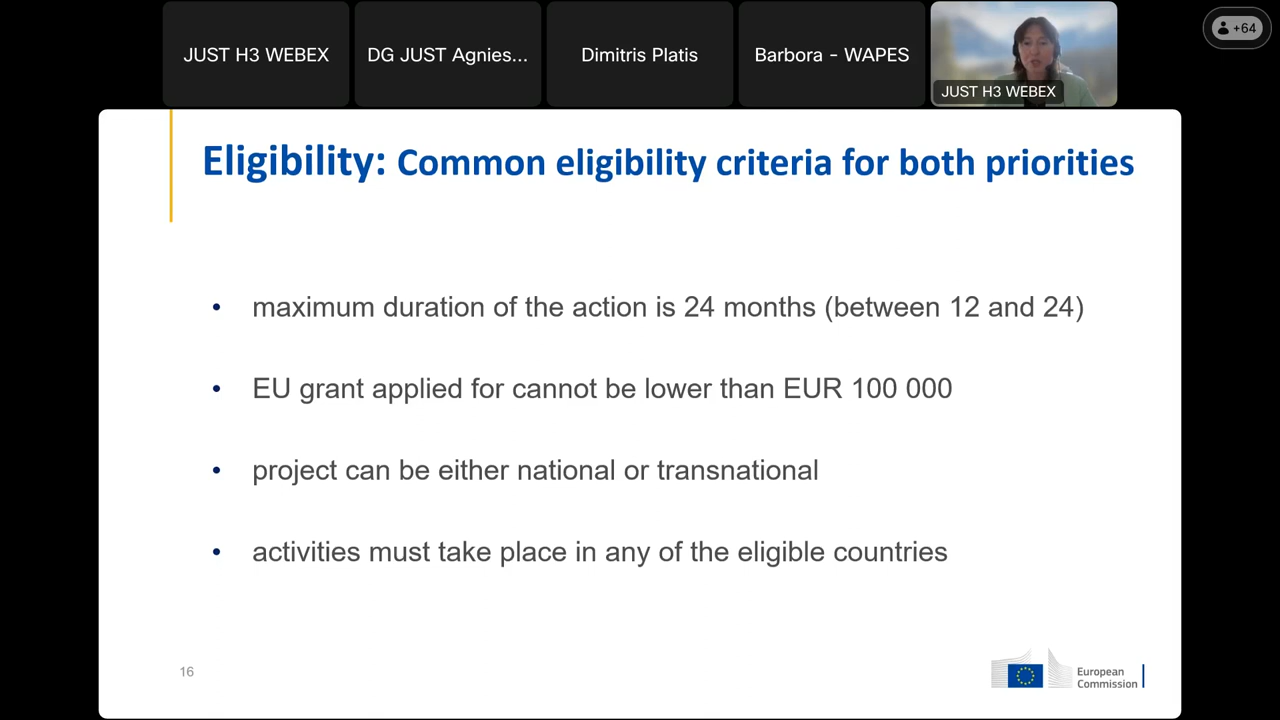 JUST H3 WEBEX
DG JUST Agnies...
Dimitris Platis
Barbora - WAPES
JUST H3 WEBEX
+64
Eligibility: Common eligibility criteria for both priorities
• maximum duration of the action is 24 months (between 12 and 24)
• EU grant applied for cannot be lower than EUR 100 000
• project can be either national or transnational
• activities must take place in any of the eligible countries
16
European
Commission